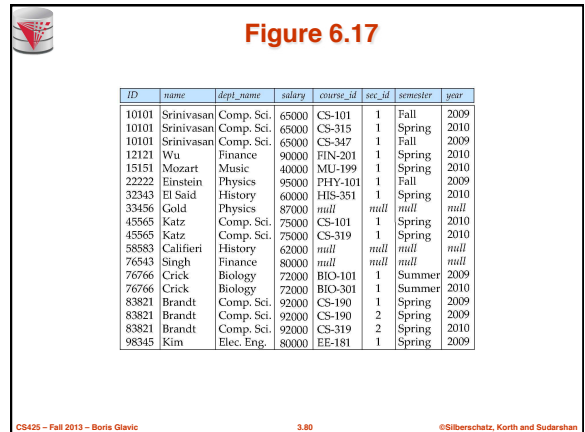 Figure 6.17
ID name dept_name salary course_id sec_id semester year
10101 Srinivasan Comp. Sci. 65000 CS-101 1 Fall 2009
10101 Srinivasan Comp. Sci. 65000 CS-315 1 Spring 2010
10101 Srinivasan Comp. Sci. 65000 CS-347 1 Fall 2009
12121 Wu Finance 90000 FIN-201 1 Spring 2010
15151 Mozart Music 40000 MU-199 1 Spring 2010
22222 Einstein Physics 95000 PHY-101 1 Fall 2009
32343 El Said History 60000 HIS-351 1 Spring 2010
33456 Gold Physics 87000 null null null null
45565 Katz Comp. Sci. 75000 CS-101 1 Spring 2010
45565 Katz Comp. Sci. 75000 CS-319 1 Spring 2010
58583 Califieri History 62000 null null null null
76543 Singh Finance 80000 null null null null
76766 Crick Biology 72000 BIO-101 1 Summer 2009
76766 Crick Biology 72000 BIO-301 1 Summer 2010
83821 Brandt Comp. Sci. 92000 CS-190 1 Spring 2009
83821 Brandt Comp. Sci. 92000 CS-190 2 Spring 2009
83821 Brandt Comp. Sci. 92000 CS-319 2 Spring 2010
98345 Kim Elec. Eng. 80000 EE-181 1 Spring 2009
CS425 – Fall 2013 – Boris Glavic 3.80 ©Silberschatz, Korth and Sudarshan